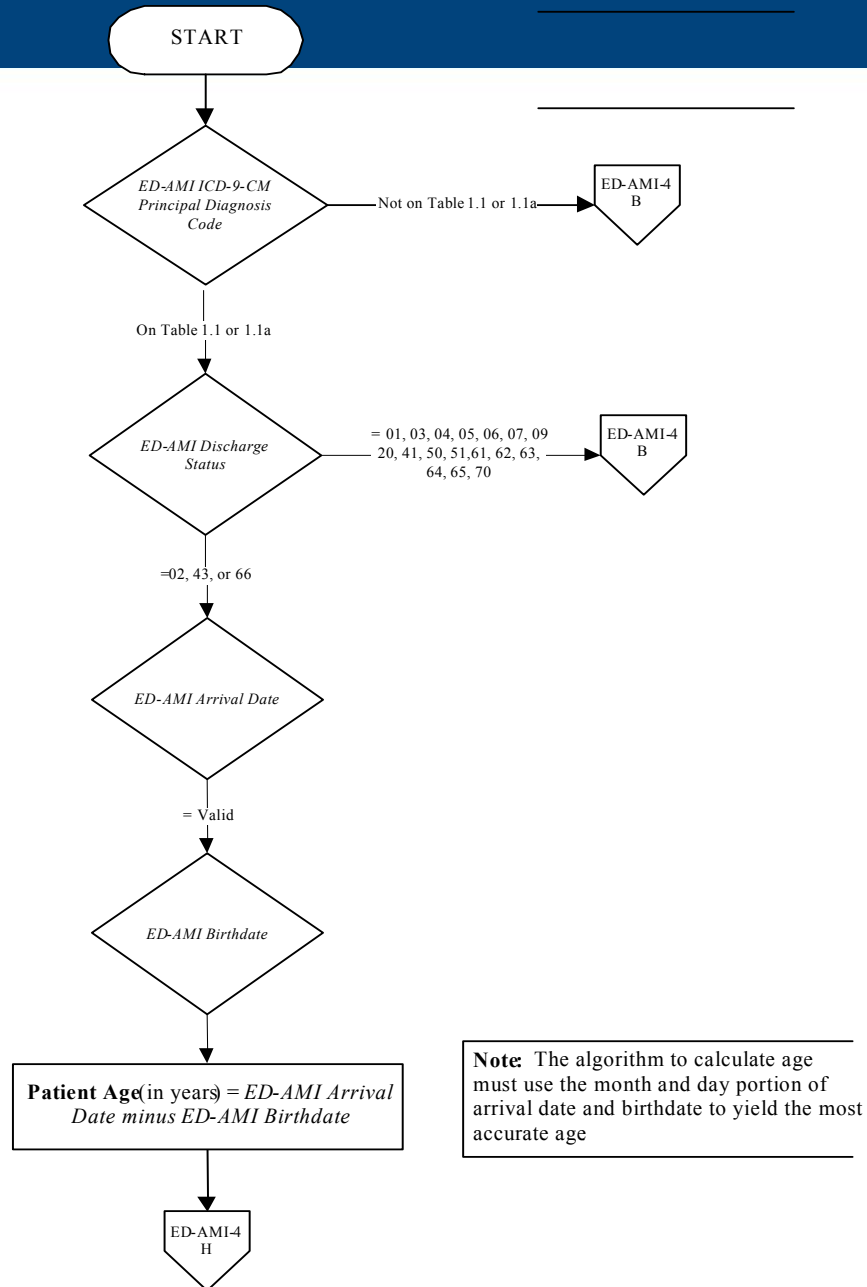 START
ED-AMI ICD-9-CM
Principal Diagnosis
Code
Not on Table 1.1 or 1.1a
ED-AMI-4
B
On Table 1.1 or 1.1a
ED-AMI Discharge
Status
= 01, 03, 04, 05, 06, 07, 09
20, 41, 50, 51,61, 62, 63,
64, 65, 70
ED-AMI-4
B
=02, 43, or 66
ED-AMI Arrival Date
= Valid
ED-AMI Birthdate
Patient Age(in years) = ED-AMI Arrival
Date minus ED-AMI Birthdate
Note: The algorithm to calculate age
must use the month and day portion of
arrival date and birthdate to yield the most
accurate age
ED-AMI-4
H